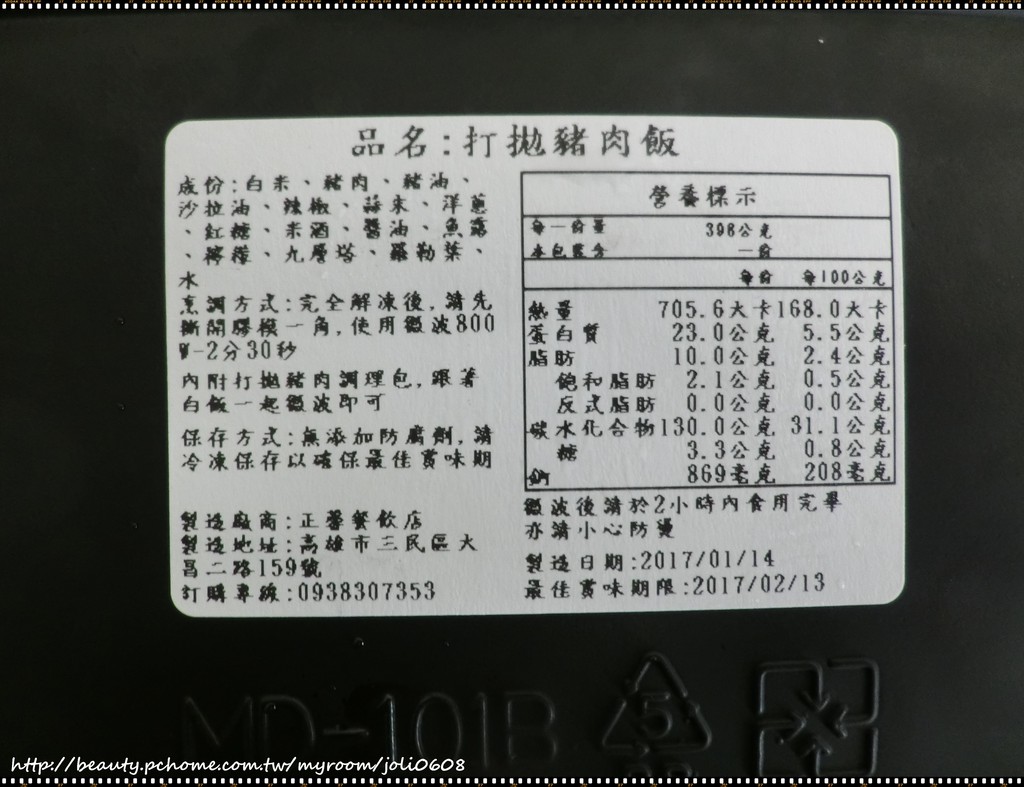 品名:打拋豬肉飯
成份:白米、豬肉、豬油、
沙拉油、辣椒、蒜末、洋蔥
、紅糖、米酒、醬油、魚露
、檸檬、九層塔、羅勒葉、
水
烹調方式:完全解凍後,請先
撕開膠模一角,使用微波800
W-2分30秒
內附打拋豬肉調理包,跟著
白飯一起微波即可
保存方式:無添加防腐劑,請
冷凍保存以確保最佳賞味期
製造廠商:正馨餐飲店
製造地址:高雄市三民區大
昌二路159號
訂購專線:0938307353
營養標示
每一份量 398公克
本包裝含 一份
每份 每100公克
熱量 705.6大卡 168.0大卡
蛋白質 23.0公克 5.5公克
脂肪 10.0公克 2.4公克
飽和脂肪 2.1公克 0.5公克
反式脂肪 0.0公克 0.0公克
碳水化合物 130.0公克 31.1公克
糖 3.3公克 0.8公克
鈉 869毫克 208毫克
微波後請於2小時內食用完畢
亦請小心防燙
製造日期:2017/01/14
最佳賞味期限:2017/02/13
MD-101B
5
http://beauty.pchome.com.tw/myroom/joli0608